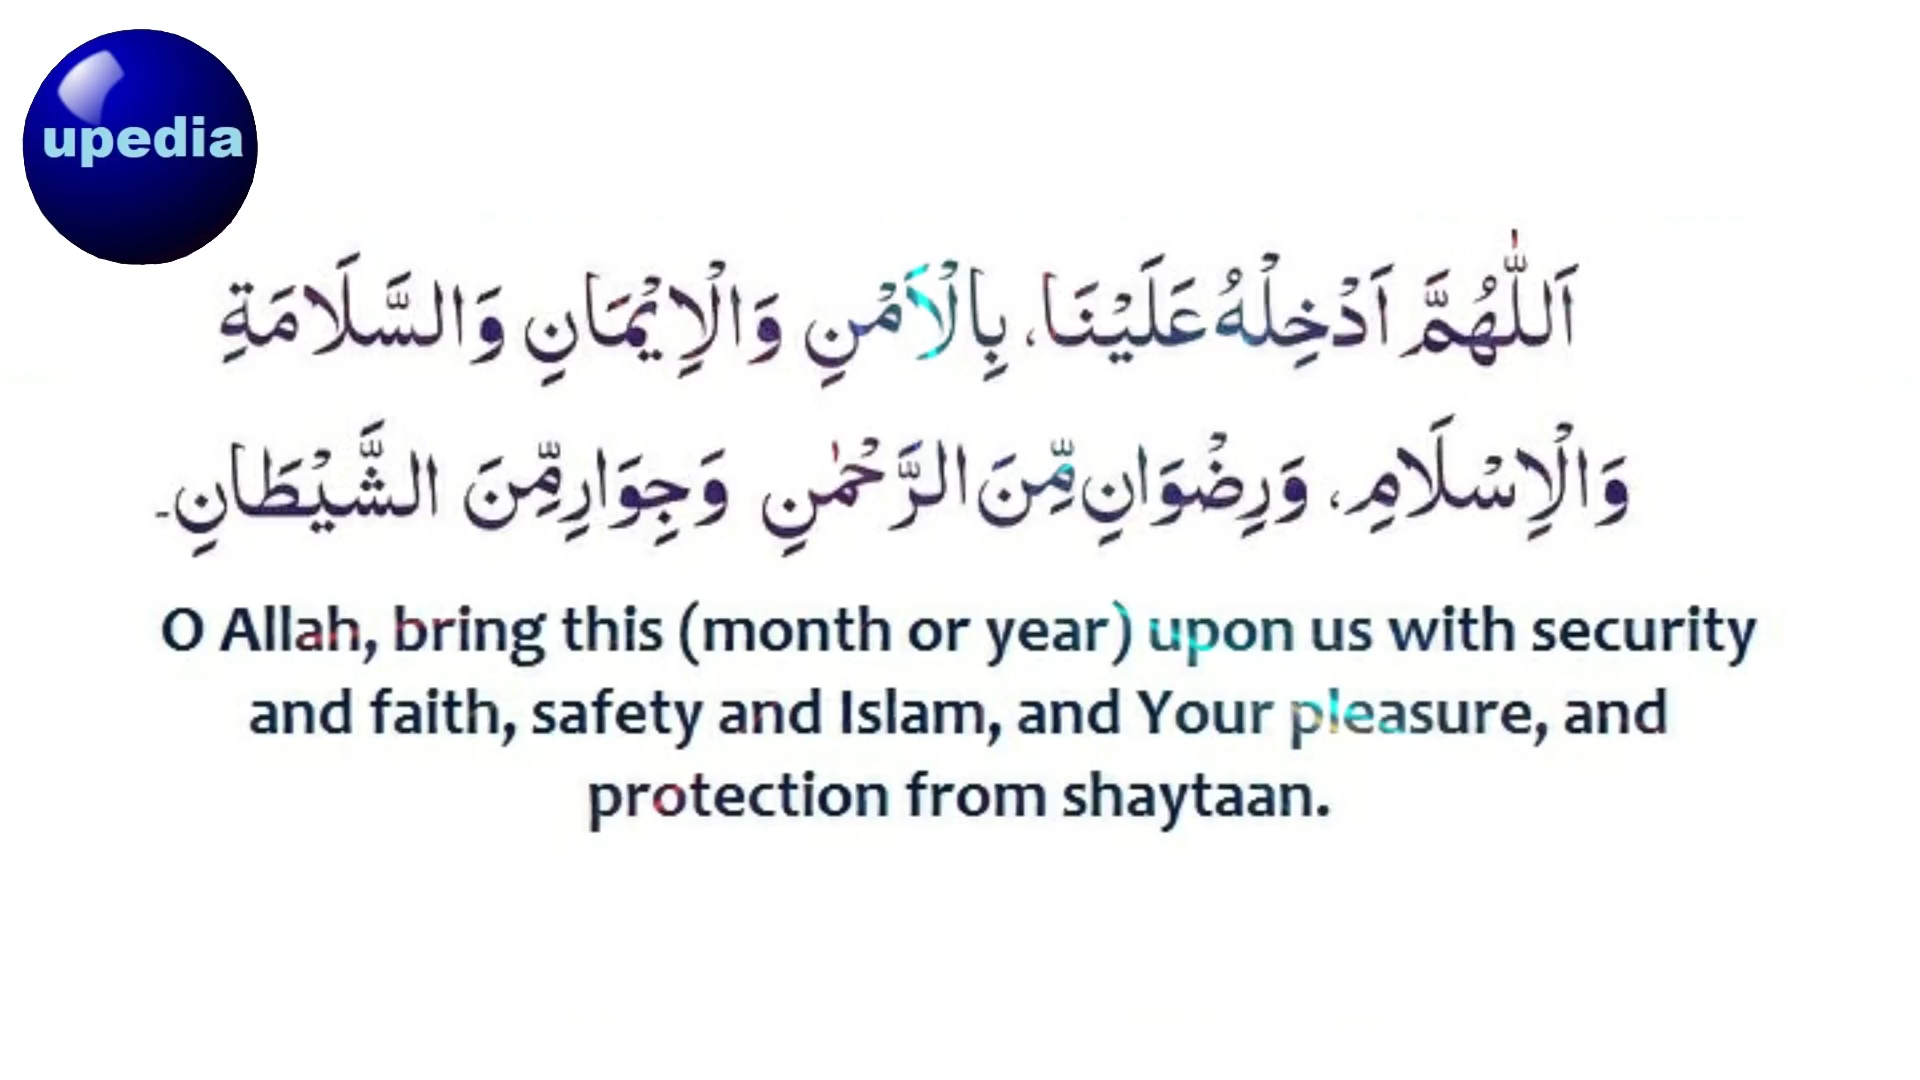 upedia
اَللّٰهُمَّ اَدْخِلْهُ عَلَيْنَا، بِالْاَمْنِ وَالْاِيْمَانِ وَالسَّلَامَةِ
وَالْاِسْلَامِ، وَرِضْوَانٍ مِّنَ الرَّحْمٰنِ وَجِوَارٍ مِّنَ الشَّيْطَانِ۔
O Allah, bring this (month or year) upon us with security
and faith, safety and Islam, and Your pleasure, and
protection from shaytaan.